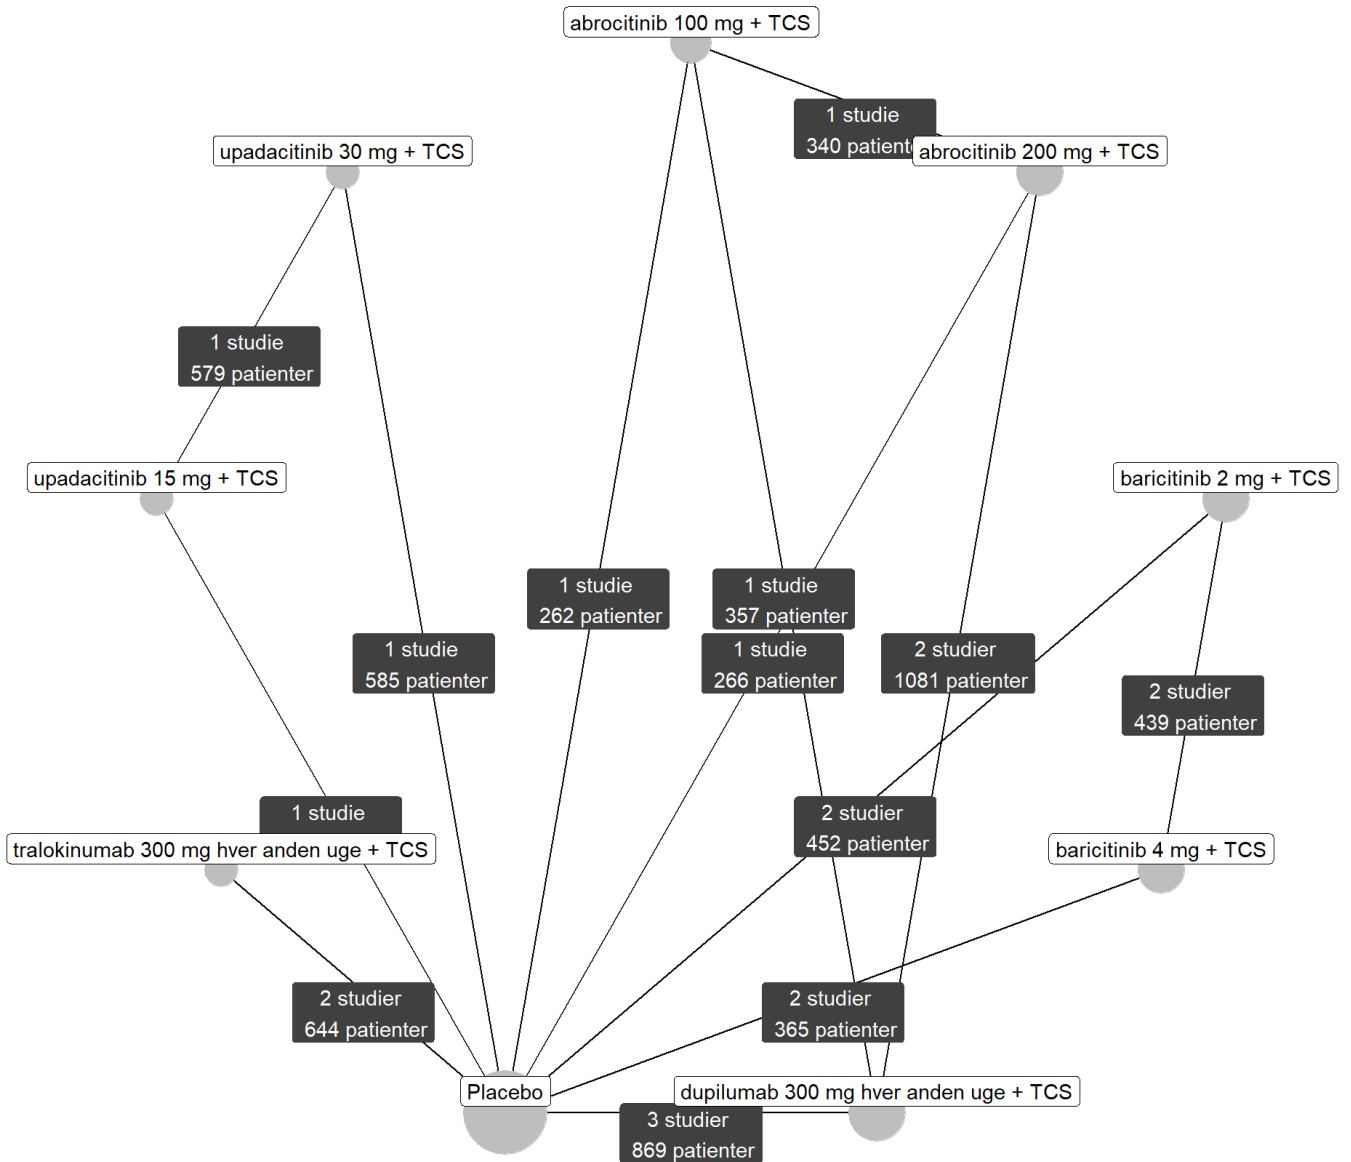 abrocitinib 100 mg + TCS
1 studie
340
upadacitinib 30 mg + TCS
abrocitinib 200 mg + TCS
1 studie
579 patienter
upadacitinib 15 mg + TCS
baricitinib 2 mg + TCS
1 studie
262 patienter
1 studie
357 patienter
1 studie
585 patienter
1 studie
266 patienter
2 studier
1081 patienter
2 studier
439 patienter
1 studie
2 studier
452 patienter
tralokinumab 300 mg hver anden uge + TCS
baricitinib 4 mg + TCS
2 studier
644 patienter
2 studier
365 patienter
Placebo
dupilumab 300 mg hver anden uge + TCS
3 studier
869 patienter